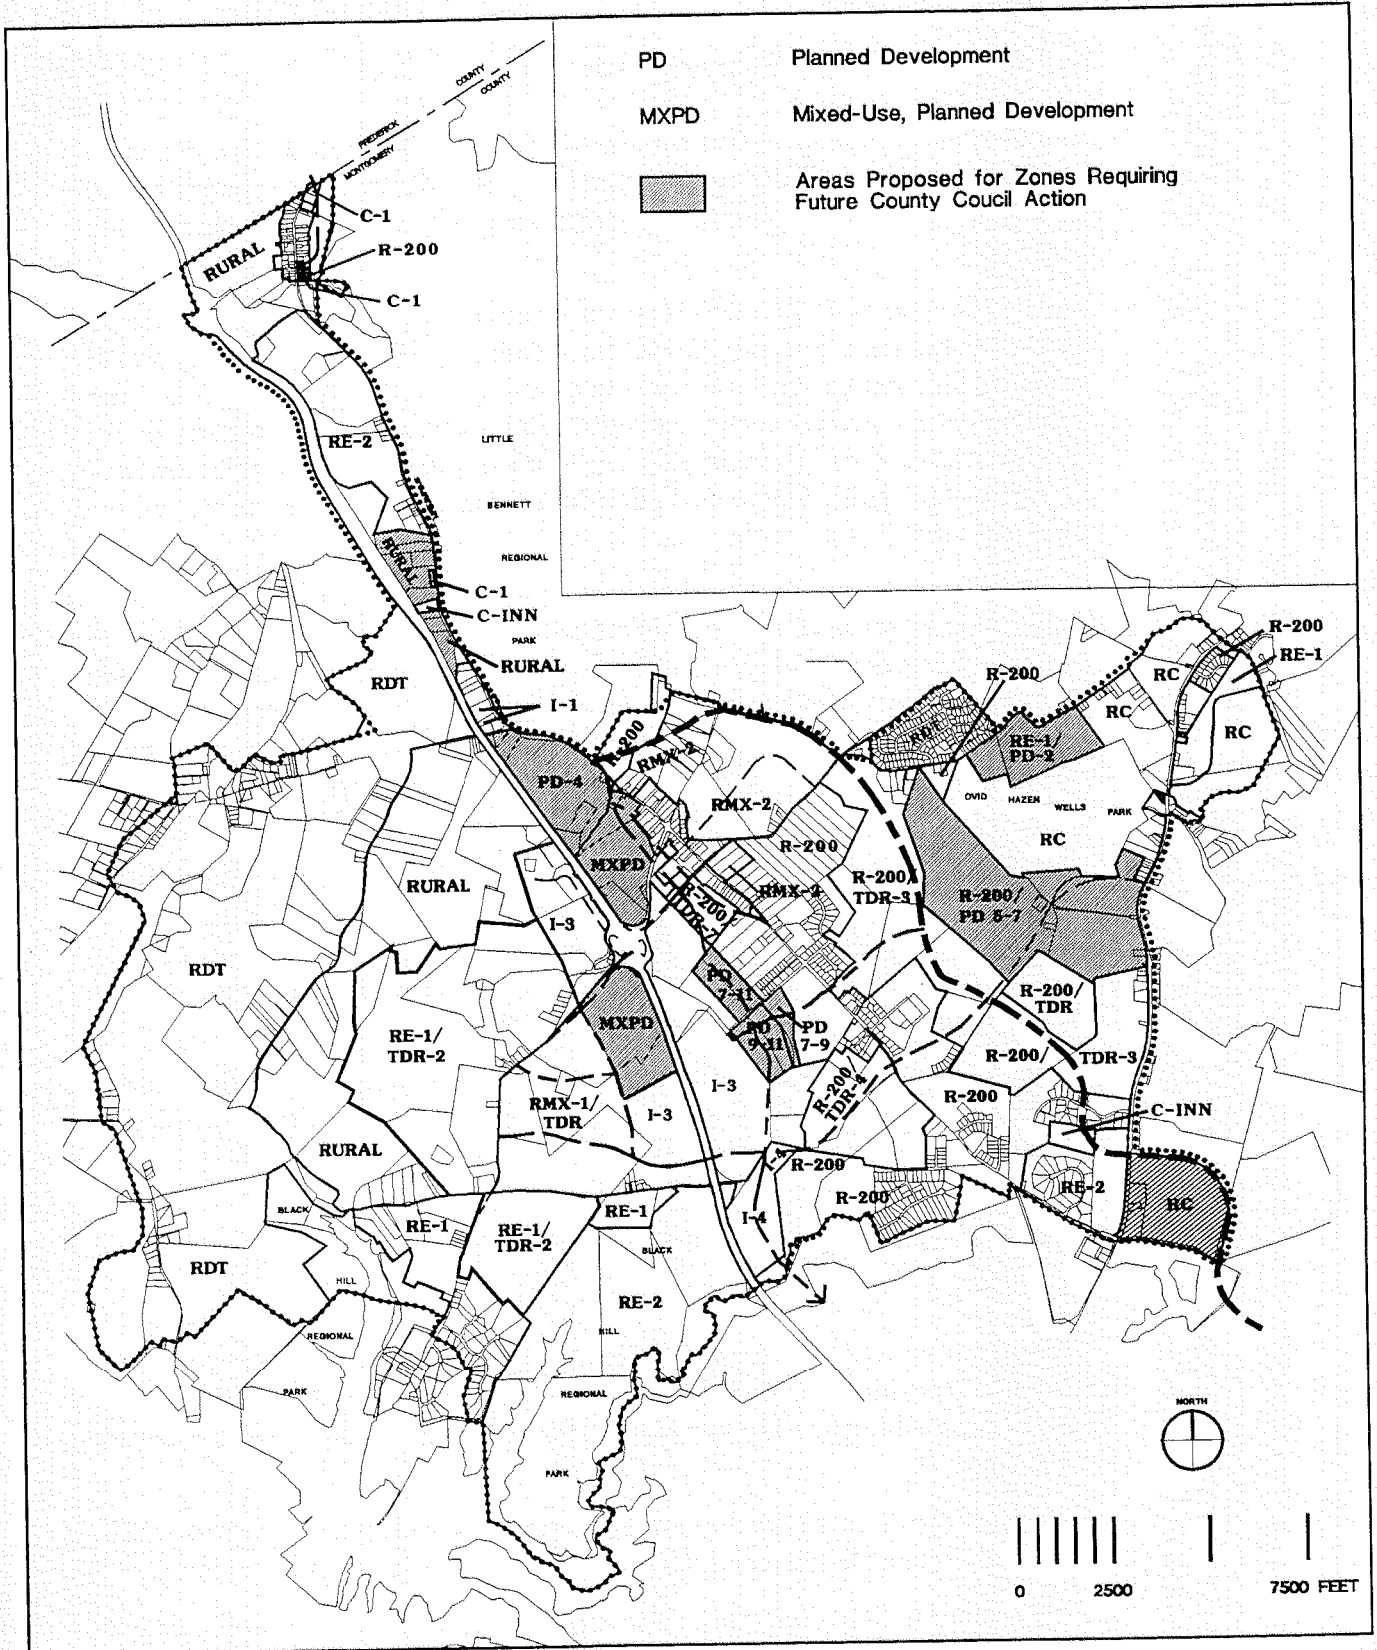 PD Planned Development
MXPD Mixed-Use, Planned Development
Areas Proposed for Zones Requiring
Future County Coucil Action
COUNTY
COUNTY
FREDERICK
MONTGOMERY
C-1
RURAL
R-200
C-1
RE-2
LITTLE
BENNETT
REGIONAL
PARK
RURAL
C-1
C-INN
RURAL
RDT
I-1
R-200
RE-1
RC
R-200
RC
RC
R-200
RMX-2
RE-1/
PD-2
PD-4
RMX-2
OVID HAZEN WELLS PARK
RC
R-200
MXPD
RURAL
RMX-2
R-200/
TDR-3
R-200/
PD 5-7
R-200/
TDR-7
I-3
RDT
PD
7-11
R-200/
TDR
MXPD
PD
9-11
PD
7-9
RE-1/
TDR-2
R-200/
TDR-3
I-3
R-200/
TDR-4
R-200
RMX-1/
TDR
I-3
C-INN
RURAL
I-4
R-200
RE-2
RC
R-200
BLACK
RE-1
RE-1
I-4
RE-1/
TDR-2
BLACK
RDT
HILL
RE-2
HILL
REGIONAL
PARK
REGIONAL
PARK
NORTH
0 2500 7500 FEET